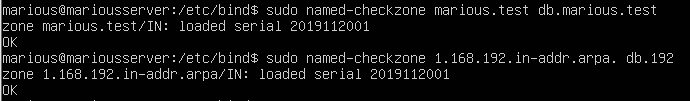 marious@mariousserver:/etc/bind$ sudo named-checkzone marious.test db.marious.test
zone marious.test/IN: loaded serial 2019112001
OK
marious@mariousserver:/etc/bind$ sudo named-checkzone 1.168.192.in-addr.arpa. db.192
zone 1.168.192.in-addr.arpa/IN: loaded serial 2019112001
OK